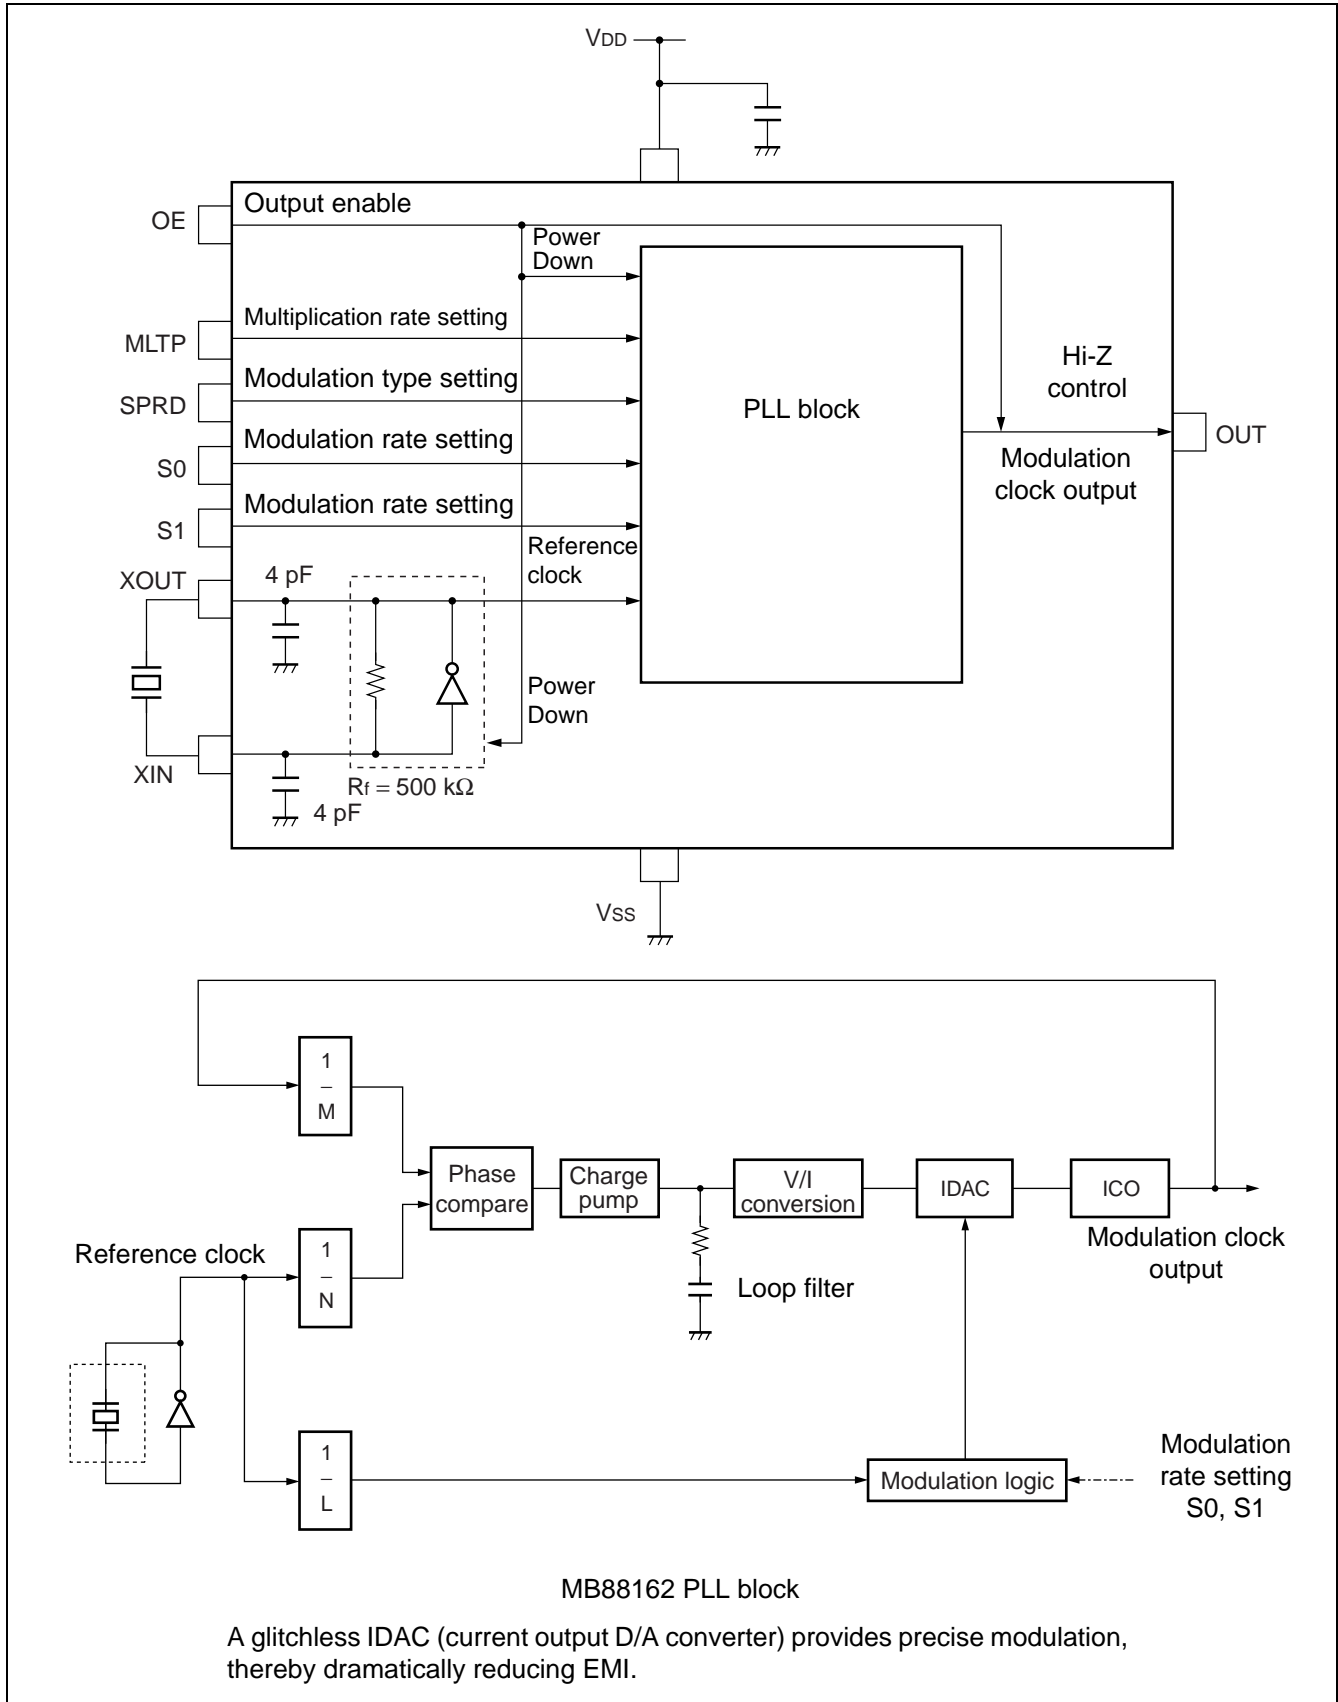 VDD
OE
Output enable
Power
Down
MLTP
Multiplication rate setting
SPRD
Modulation type setting
S0
Modulation rate setting
S1
Modulation rate setting
PLL block
Hi-Z
control
OUT
Modulation
clock output
Reference
clock
XOUT
4 pF
Power
Down
XIN
Rf = 500 kΩ
4 pF
VSS
1
–
M
Phase
compare
Charge
pump
V/I
conversion
IDAC
ICO
Modulation clock
output
Reference clock
1
–
N
Loop filter
1
–
L
Modulation logic
Modulation
rate setting
S0, S1
MB88162 PLL block
A glitchless IDAC (current output D/A converter) provides precise modulation,
thereby dramatically reducing EMI.